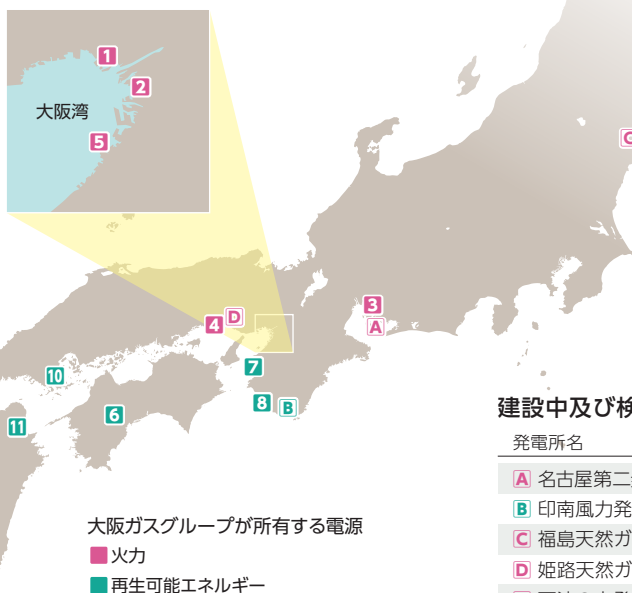 1
2
大阪湾
5
C
3
D
4
A
7
10
8
B
6
11
大阪ガスグループが所有する電源
火力
再生可能エネルギー
建設中及び検
発電所名
A 名古屋第二
B 印南風力発
C 福島天然ガ
D 姫路天然ガ